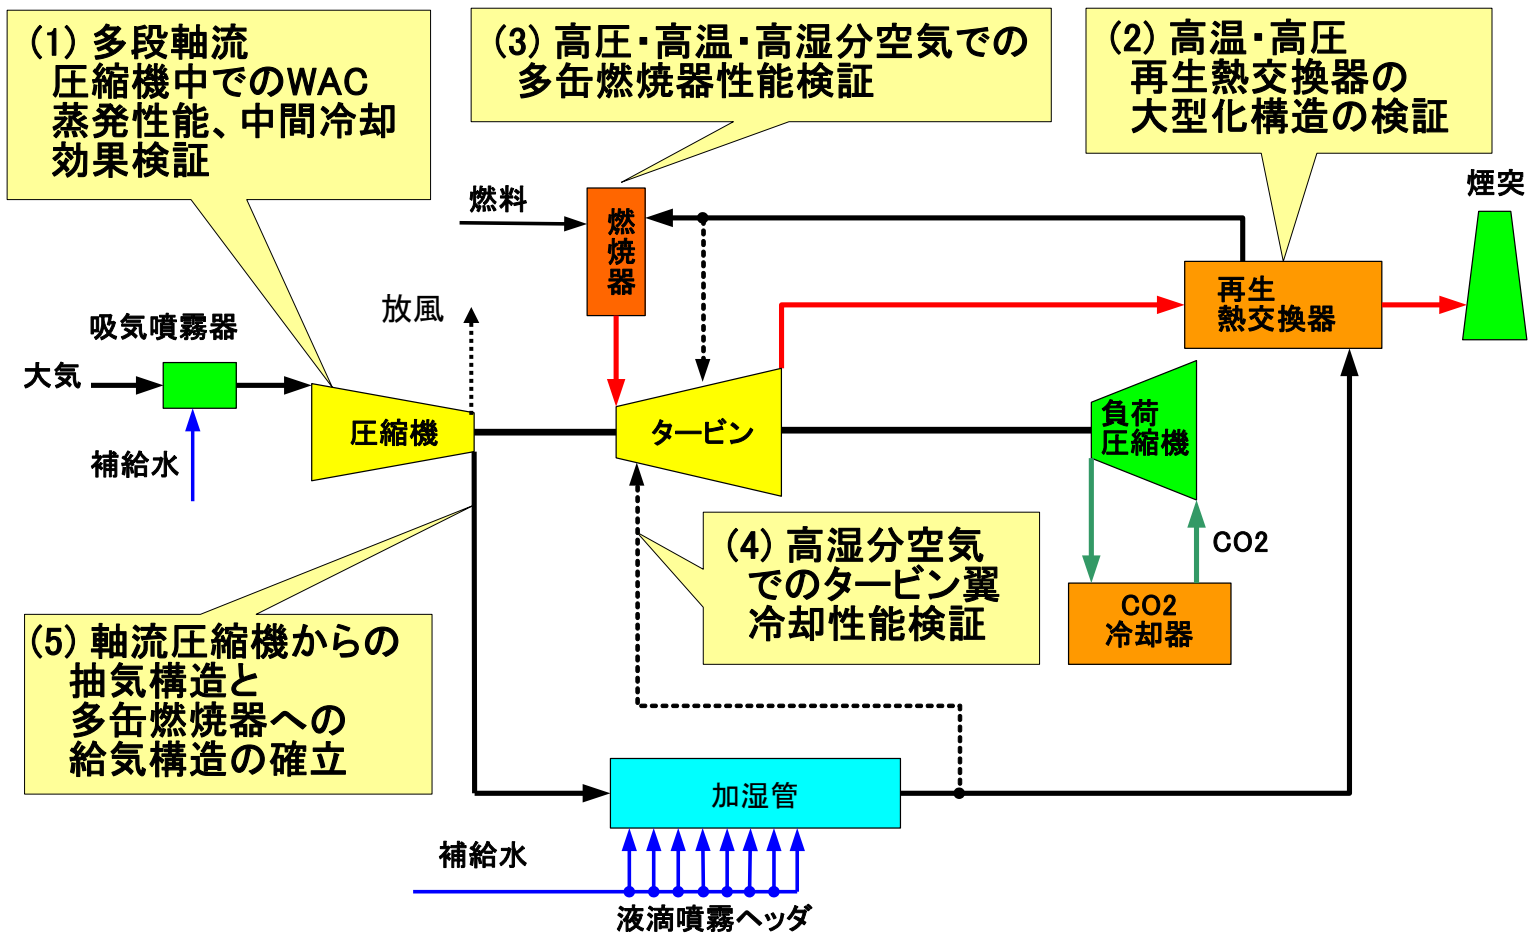 (1) 多段軸流
圧縮機中でのWAC
蒸発性能、中間冷却
効果検証
(3) 高圧・高温・高湿分空気での
多缶燃焼器性能検証
(2) 高温・高圧
再生熱交換器の
大型化構造の検証
煙突
燃料
燃
焼
器
再生
熱交換器
放風
吸気噴霧器
大気
圧縮機
タービン
負荷
圧縮機
補給水
(4) 高湿分空気
でのタービン翼
冷却性能検証
CO2
CO2
冷却器
(5) 軸流圧縮機からの
抽気構造と
多缶燃焼器への
給気構造の確立
加湿管
補給水
液滴噴霧ヘッダ